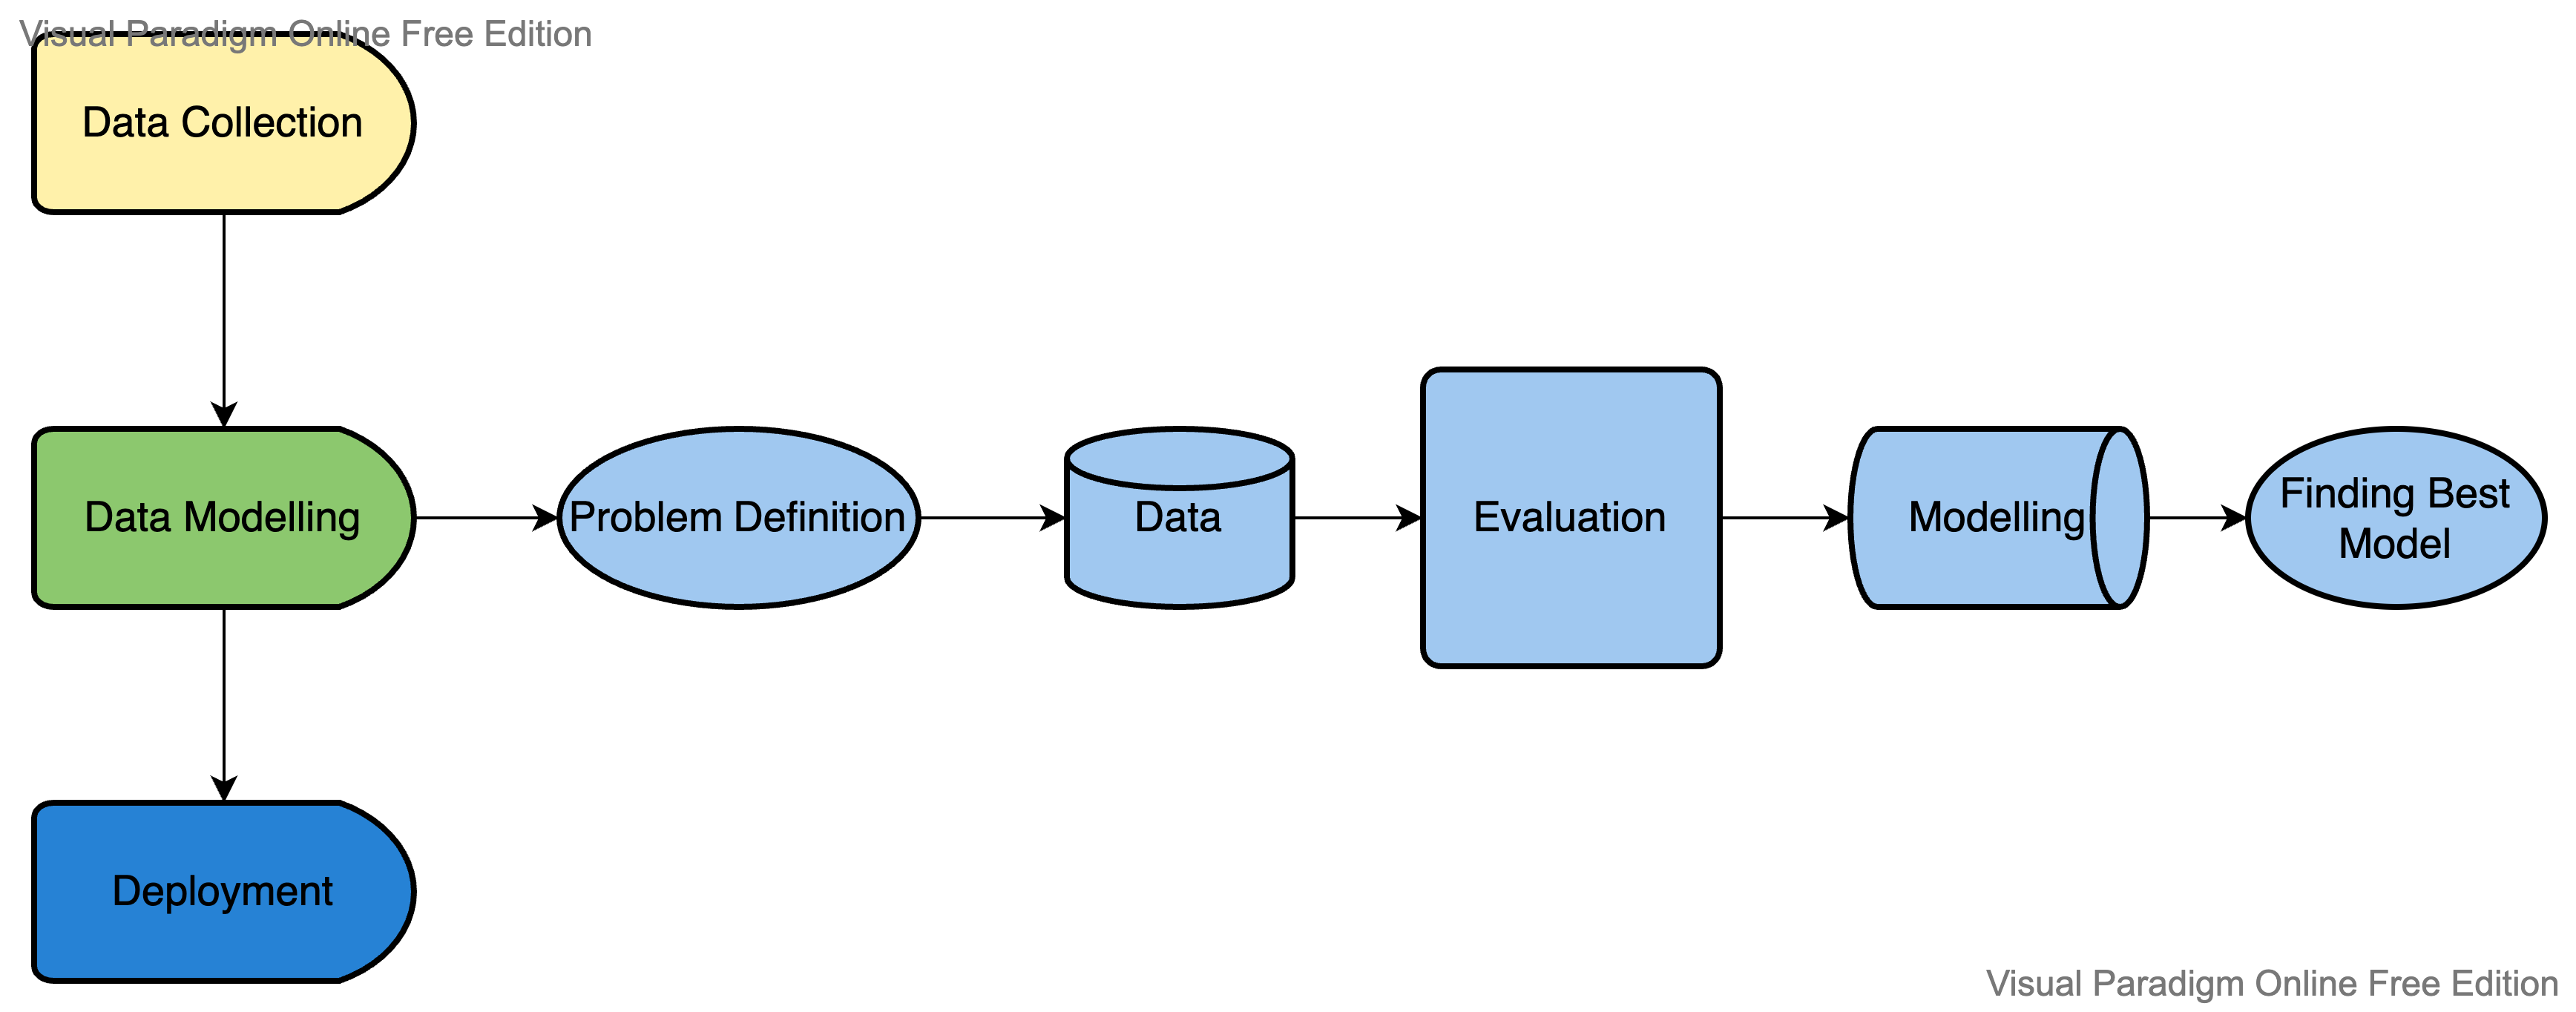 Visual Paradigm Online Free Edition
Data Collection
Data Modelling
Problem Definition
Data
Evaluation
Modelling
Finding Best
Model
Deployment
Visual Paradigm Online Free Edition